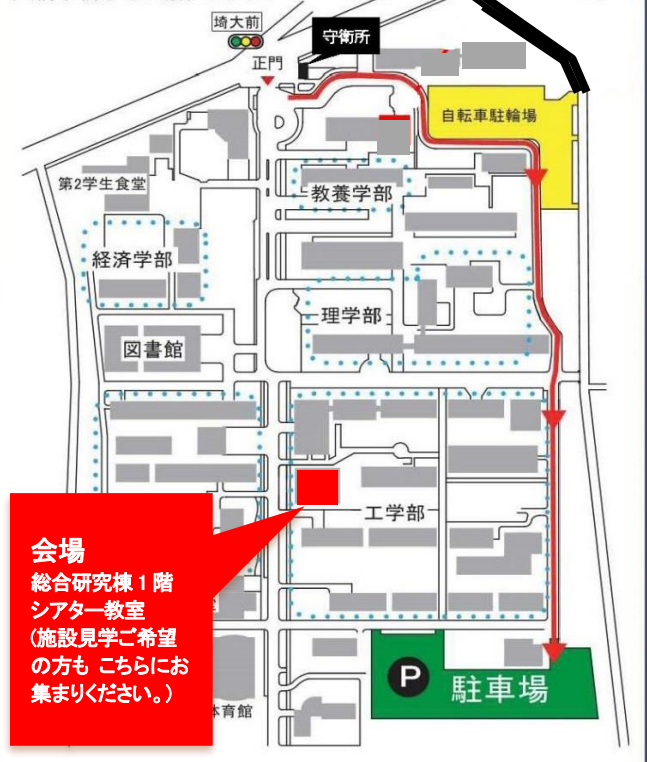 埼大前
守衛所
正門
自転車駐輪場
第2学生食堂
教養学部
経済学部
理学部
図書館
工学部
会場
総合研究棟1階
シアター教室
(施設見学ご希望
の方も こちらにお
集まりください。)
P
駐車場
体育館